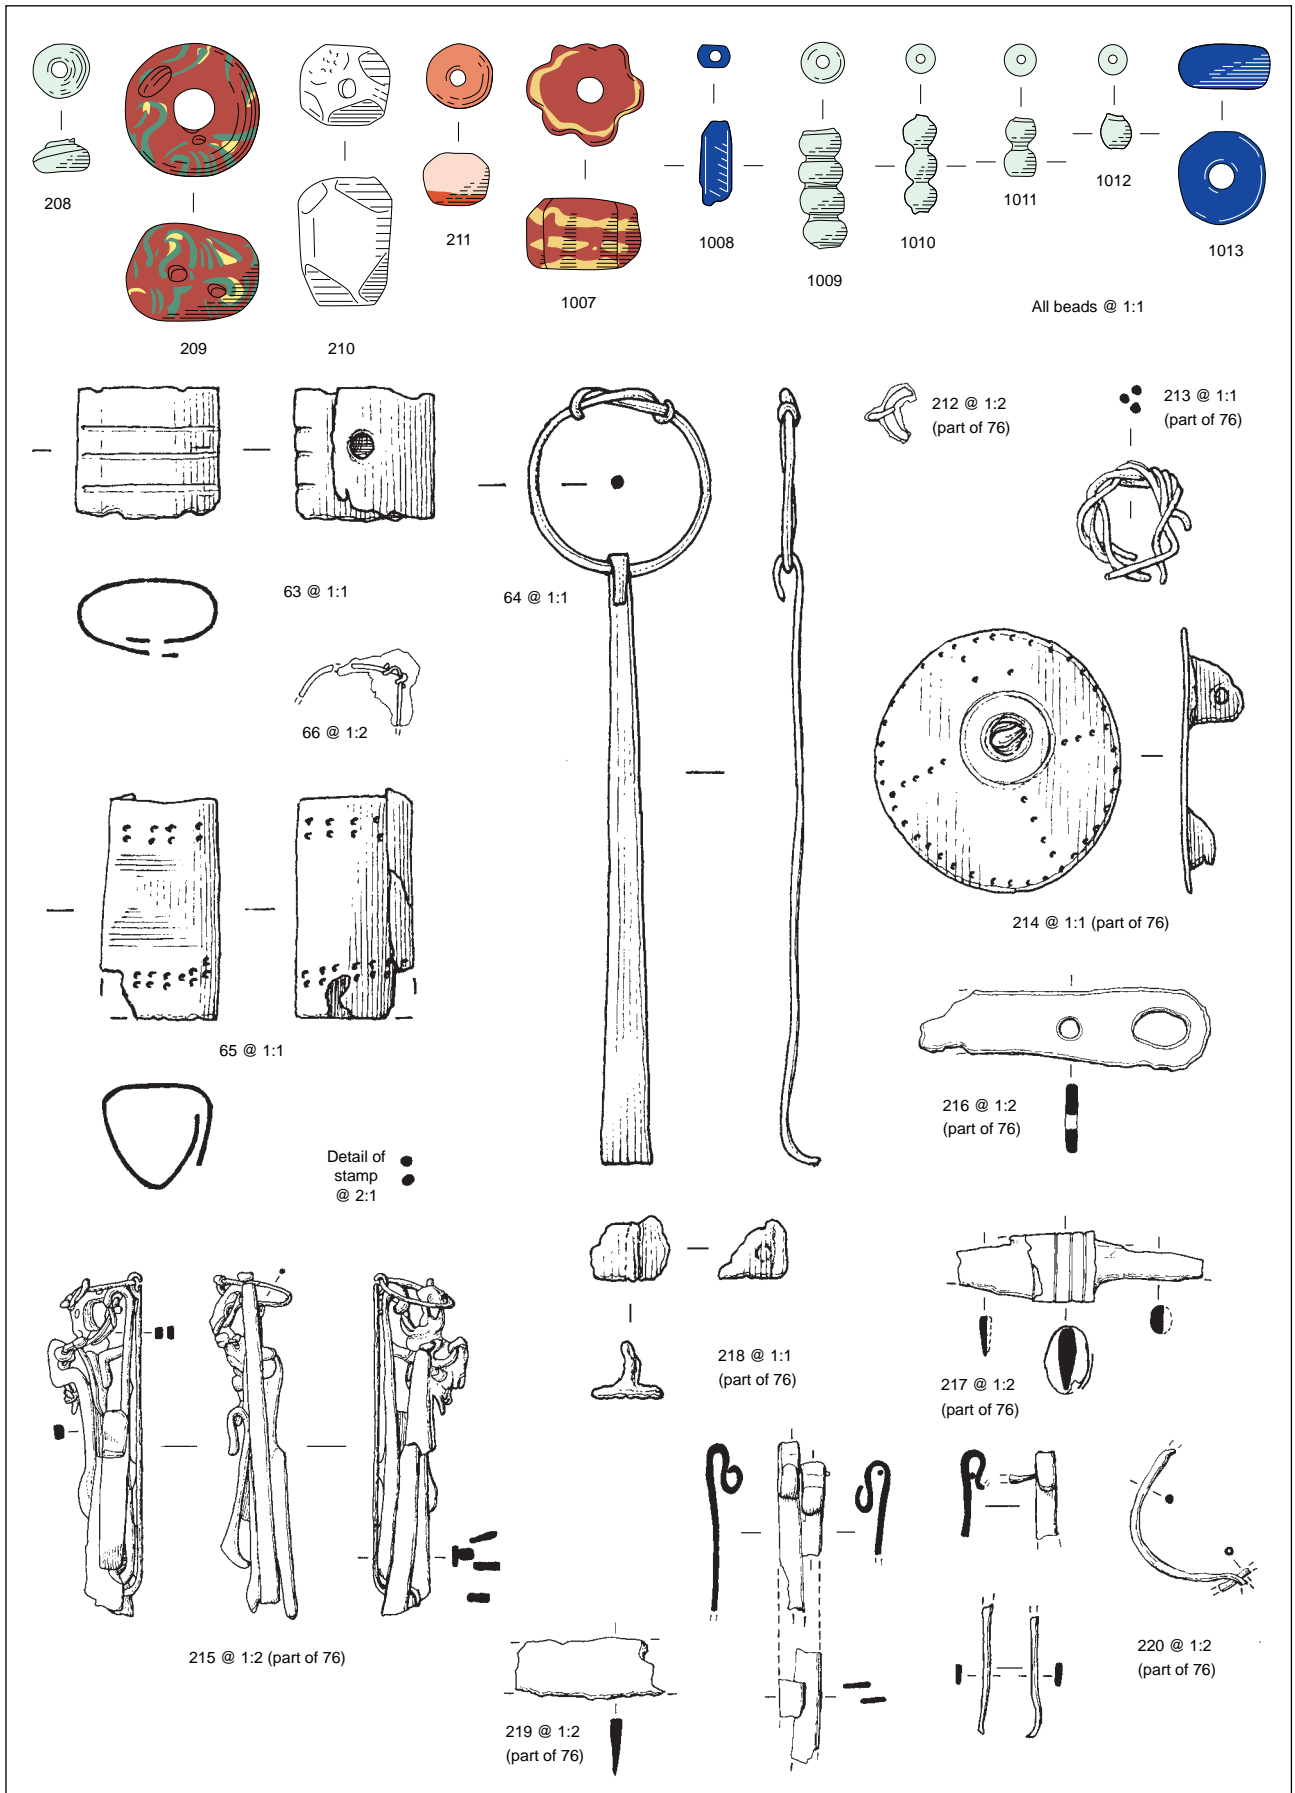 208
209
210
211
1007
1008
1009
1010
1011
1012
1013
All beads @ 1:1
63 @ 1:1
64 @ 1:1
212 @ 1:2
(part of 76)
213 @ 1:1
(part of 76)
66 @ 1:2
214 @ 1:1 (part of 76)
65 @ 1:1
216 @ 1:2
(part of 76)
Detail of
stamp
@ 2:1
218 @ 1:1
(part of 76)
217 @ 1:2
(part of 76)
215 @ 1:2 (part of 76)
219 @ 1:2
(part of 76)
220 @ 1:2
(part of 76)